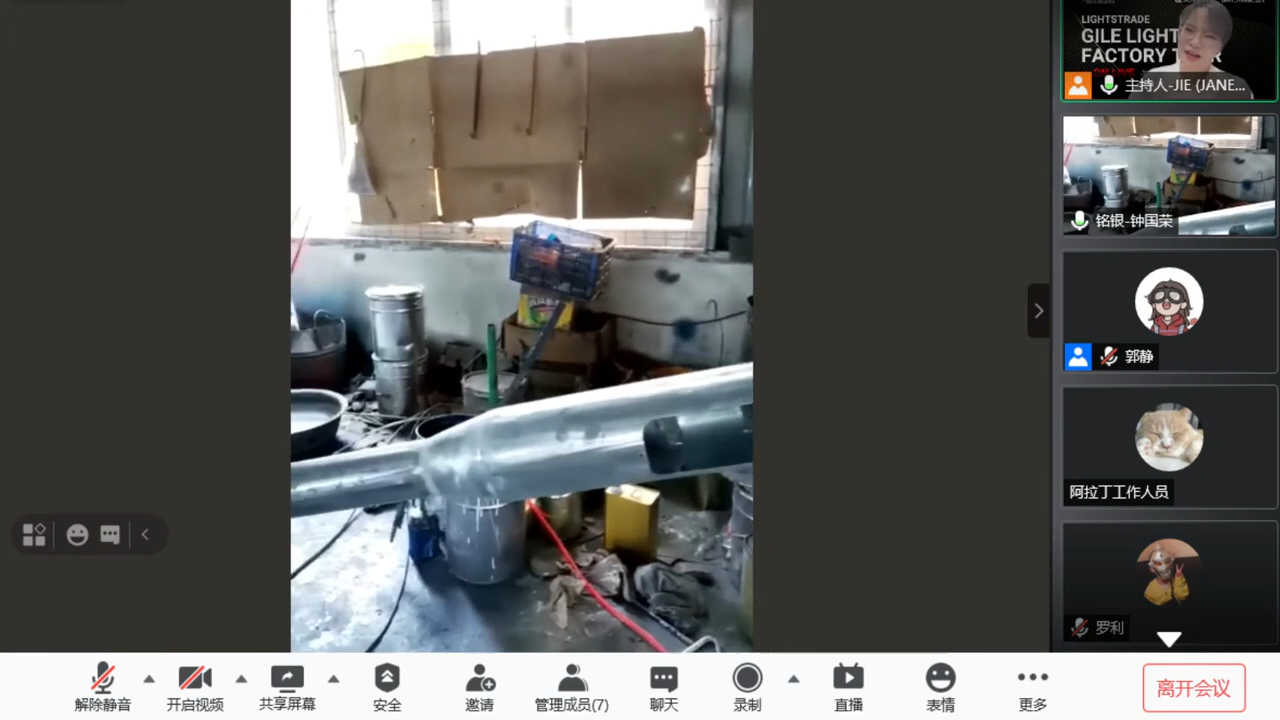 LIGHTSTRADE
GILE LIGHT
FACTORY T R
主持人-JIE (JANE...
铭银-钟国荣
郭静
阿拉丁工作人员
罗利
解除静音
开启视频
共享屏幕
安全
邀请
管理成员(7)
聊天
录制
直播
表情
更多
离开会议